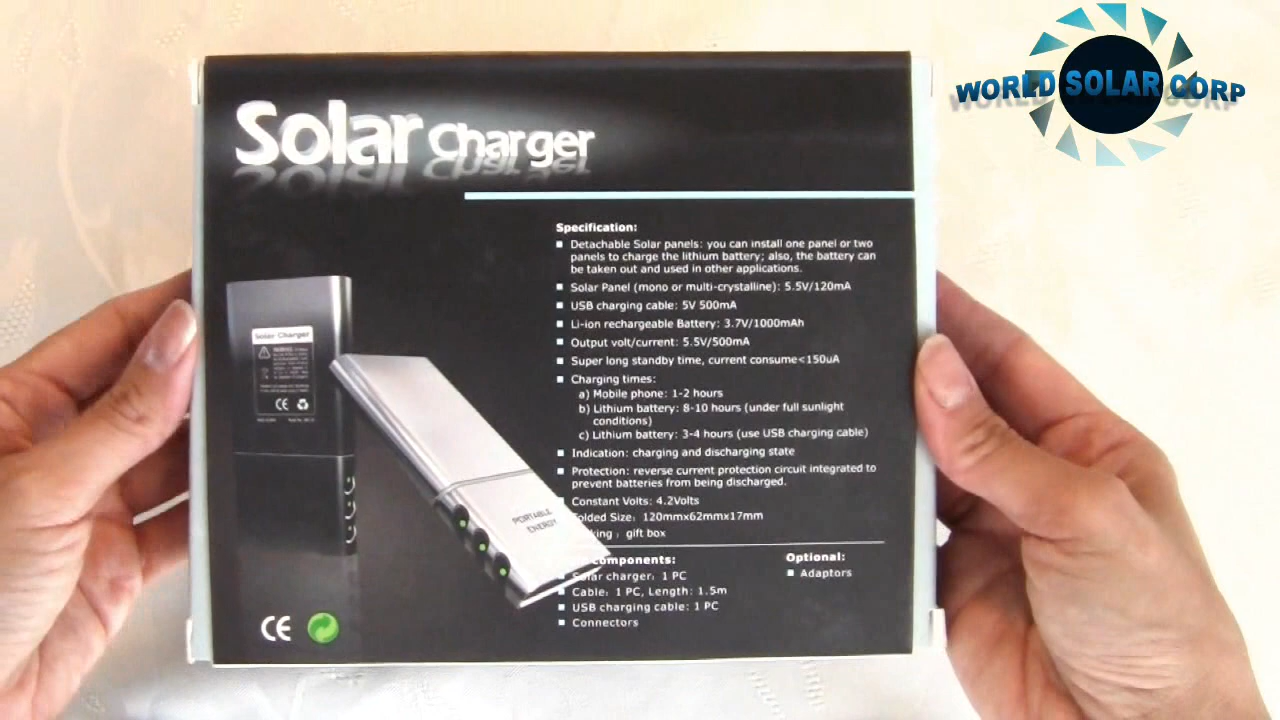 WORLD SOLAR CORP
Solar Charger
Specification:
Detachable Solar panels: you can install one panel or two
panels to charge the lithium battery; also, the battery can
be taken out and used in other applications.
Solar Panel (mono or multi-crystalline): 5.5V/120mA
USB charging cable: 5V 500mA
Li-ion rechargeable Battery: 3.7V/1000mAh
Output volt/current: 5.5V/500mA
Super long standby time, current consume<150uA
Charging times:
a) Mobile phone: 1-2 hours
b) Lithium battery: 8-10 hours (under full sunlight
conditions)
c) Lithium battery: 3-4 hours (use USB charging cable)
Indication: charging and discharging state
Protection: reverse current protection circuit integrated to
prevent batteries from being discharged.
Constant Volts: 4.2Volts
Folded Size: 120mmx62mmx17mm
king , gift box
components:
Solar charger: 1 PC
Cable: 1 PC, Length: 1.5m
USB charging cable: 1 PC
Connectors
Optional:
Adaptors
Solar Charger
CE
PORTABLE
ENERGY
CE